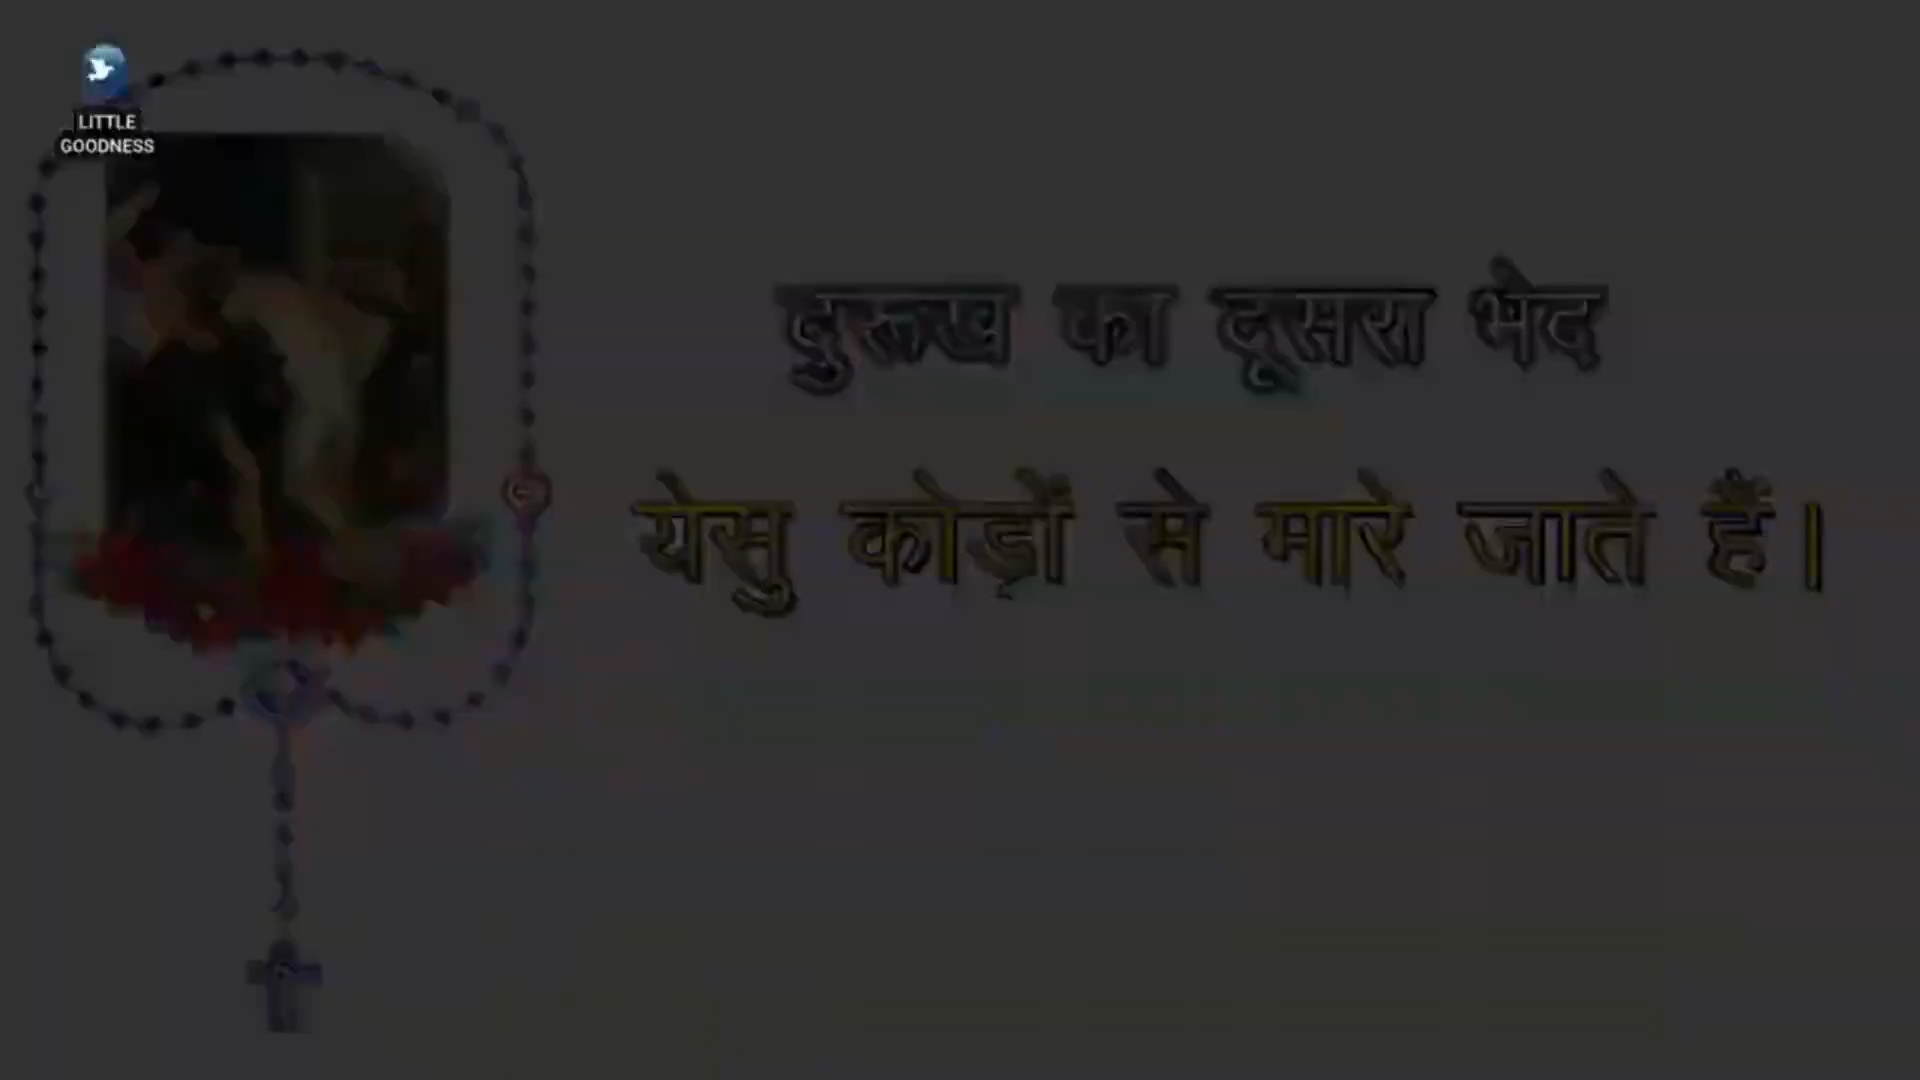 LITTLE
GOODNESS
दुरूख का दूसरा भेद
येसु कोड़ों से मारे जाते हैं।